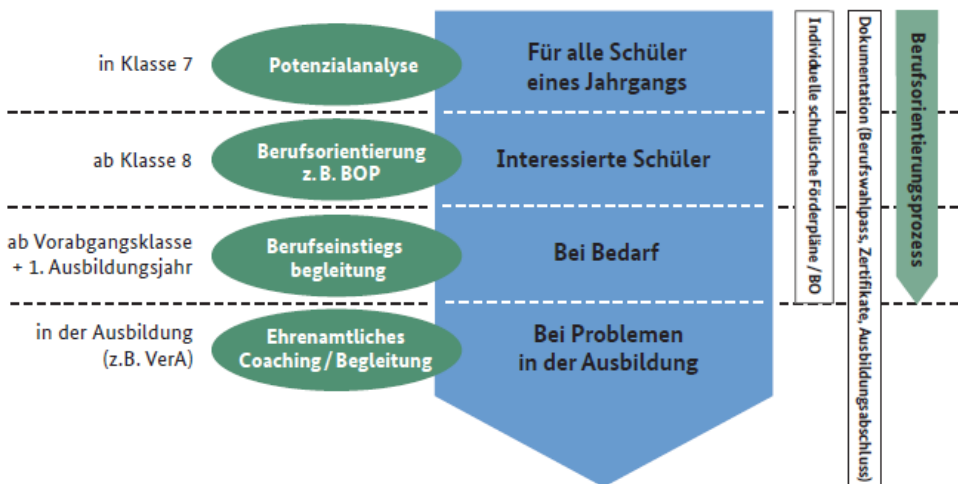 in Klasse 7
Potenzialanalyse
Für alle Schüler
eines Jahrgangs
ab Klasse 8
Berufsorientierung
z. B. BOP
Interessierte Schüler
ab Vorabgangsklasse
+ 1. Ausbildungsjahr
Berufseinstiegs
begleitung
Bei Bedarf
in der Ausbildung
(z.B. VerA)
Ehrenamtliches
Coaching / Begleitung
Bei Problemen
in der Ausbildung
Individuelle schulische Förderpläne / BO
Dokumentation (Berufswahlpass, Zertifikate, Ausbildungsabschluss)
Berufsorientierungsprozess